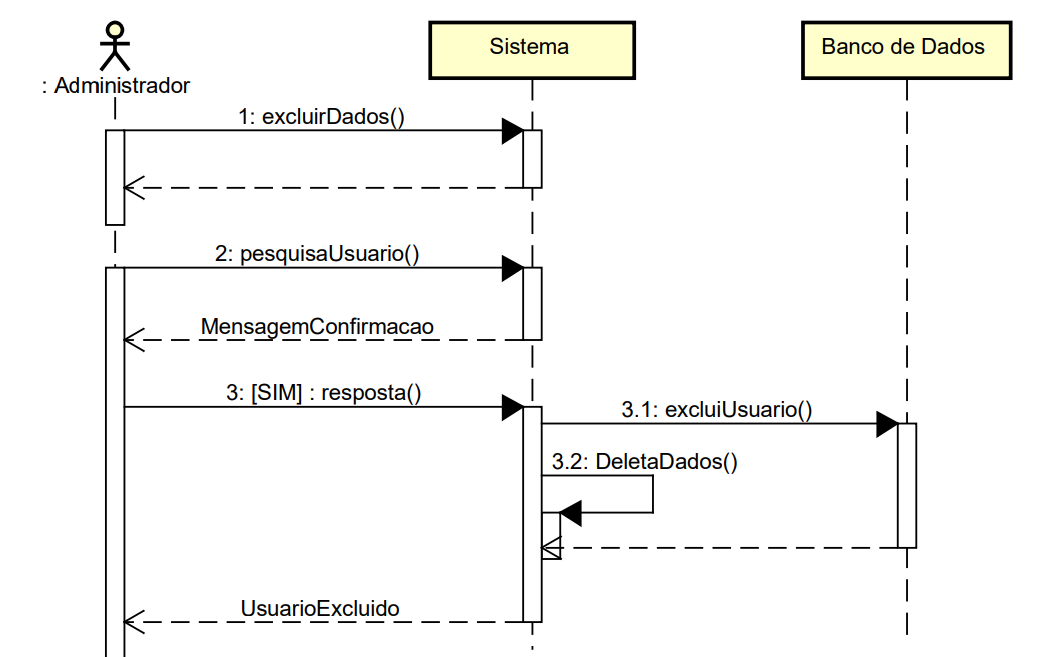 Sistema
Banco de Dados
: Administrador
1: excluirDados()
2: pesquisaUsuario()
MensagemConfirmacao
3: [SIM] : resposta()
3.1: excluiUsuario()
3.2: DeletaDados()
UsuarioExcluido